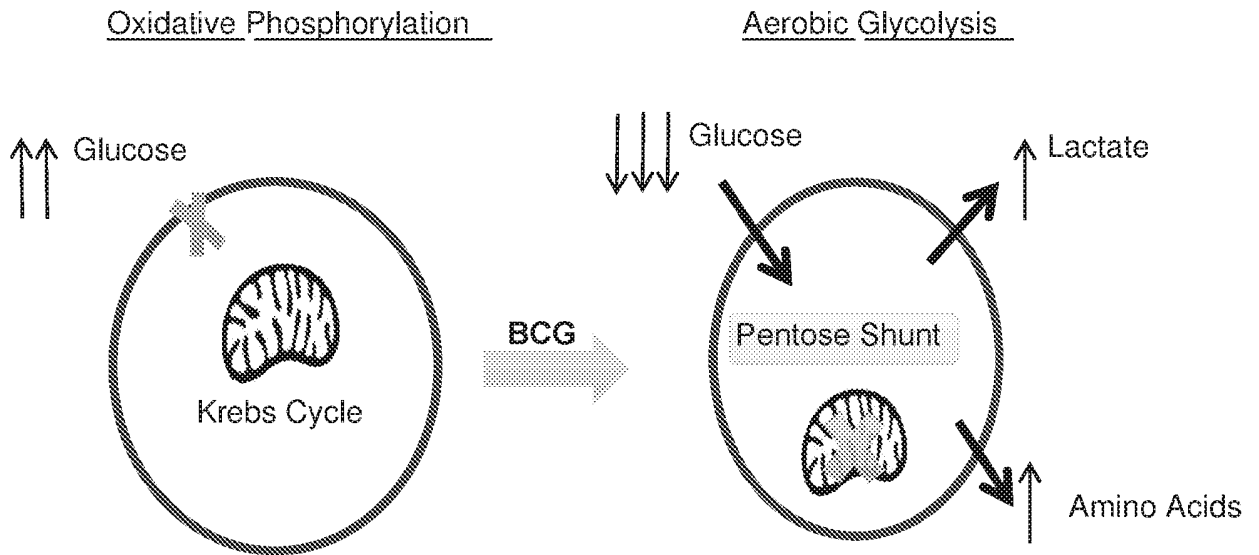 Oxidative Phosphorylation
Aerobic Glycolysis
Glucose
Glucose
Lactate
BCG
Pentose Shunt
Krebs Cycle
Amino Acids